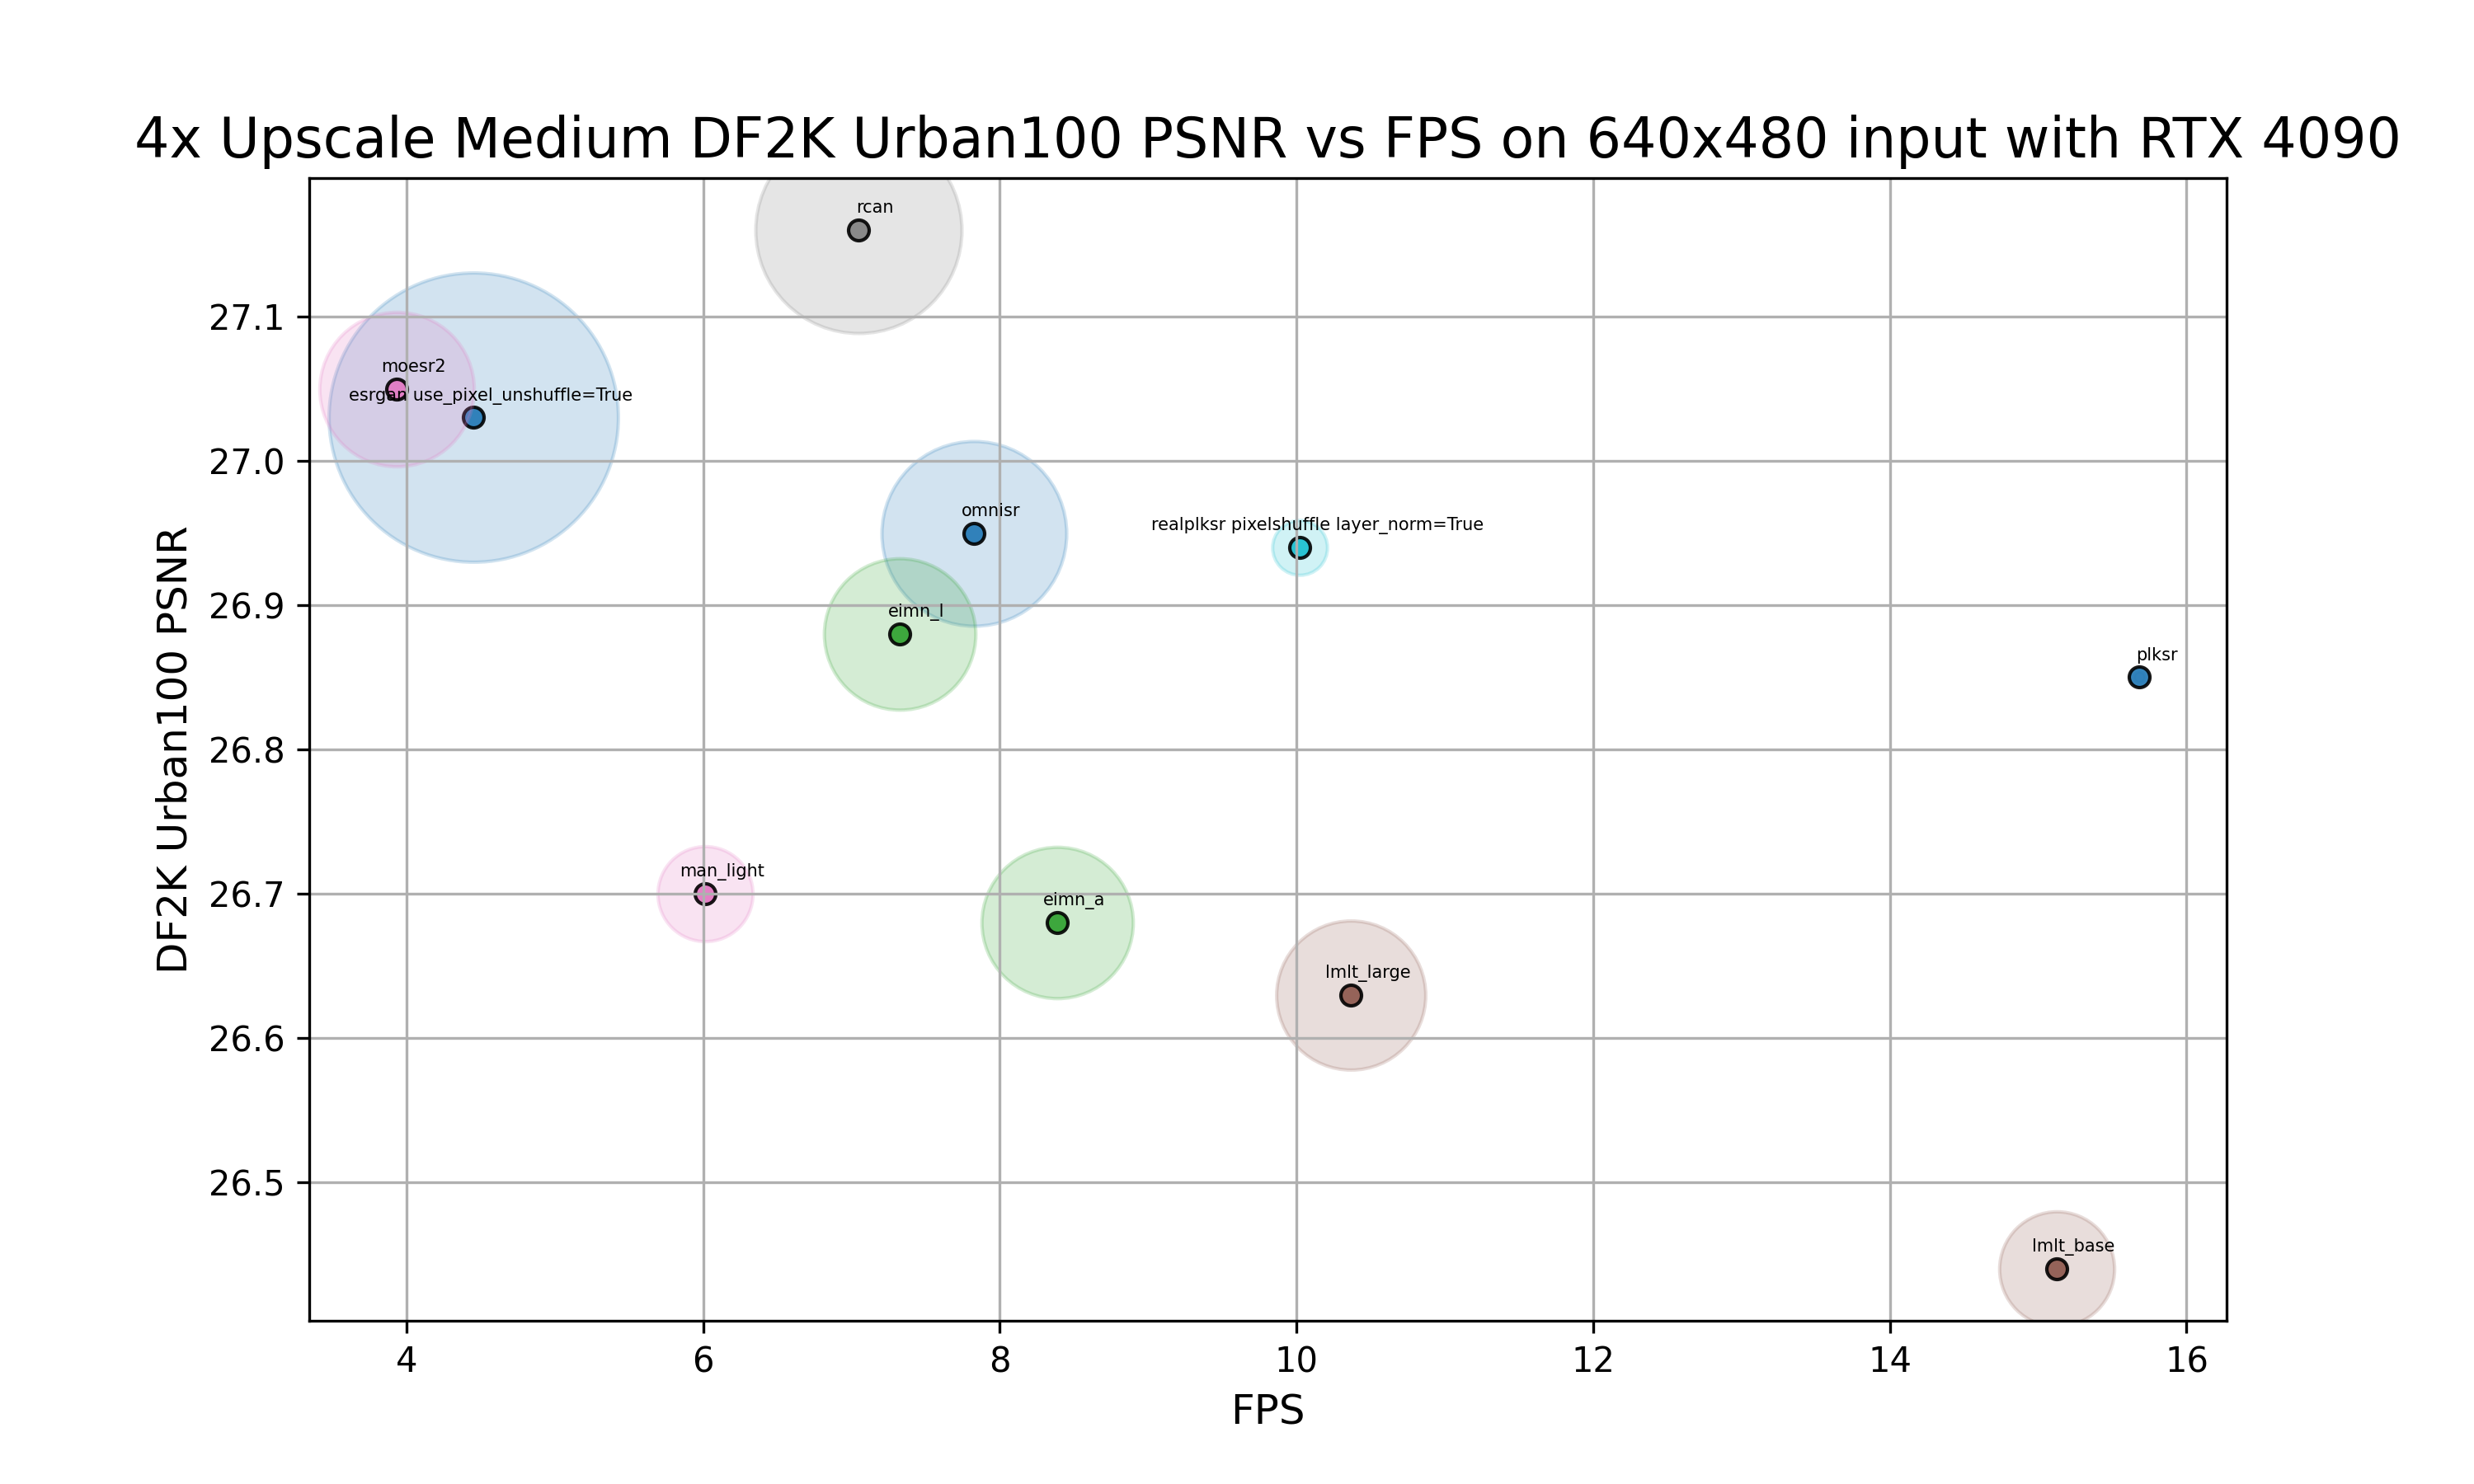 4x Upscale Medium DF2K Urban100 PSNR vs FPS on 640x480 input with RTX 4090
DF2K Urban100 PSNR
27.1
27.0
26.9
26.8
26.7
26.6
26.5
rcan
moesr2
esrgan use_pixel_unshuffle=True
omnisr
realplksr pixelshuffle layer_norm=True
eimn_l
plksr
man_light
eimn_a
lmlt_large
lmlt_base
4 6 8 10 12 14 16
FPS